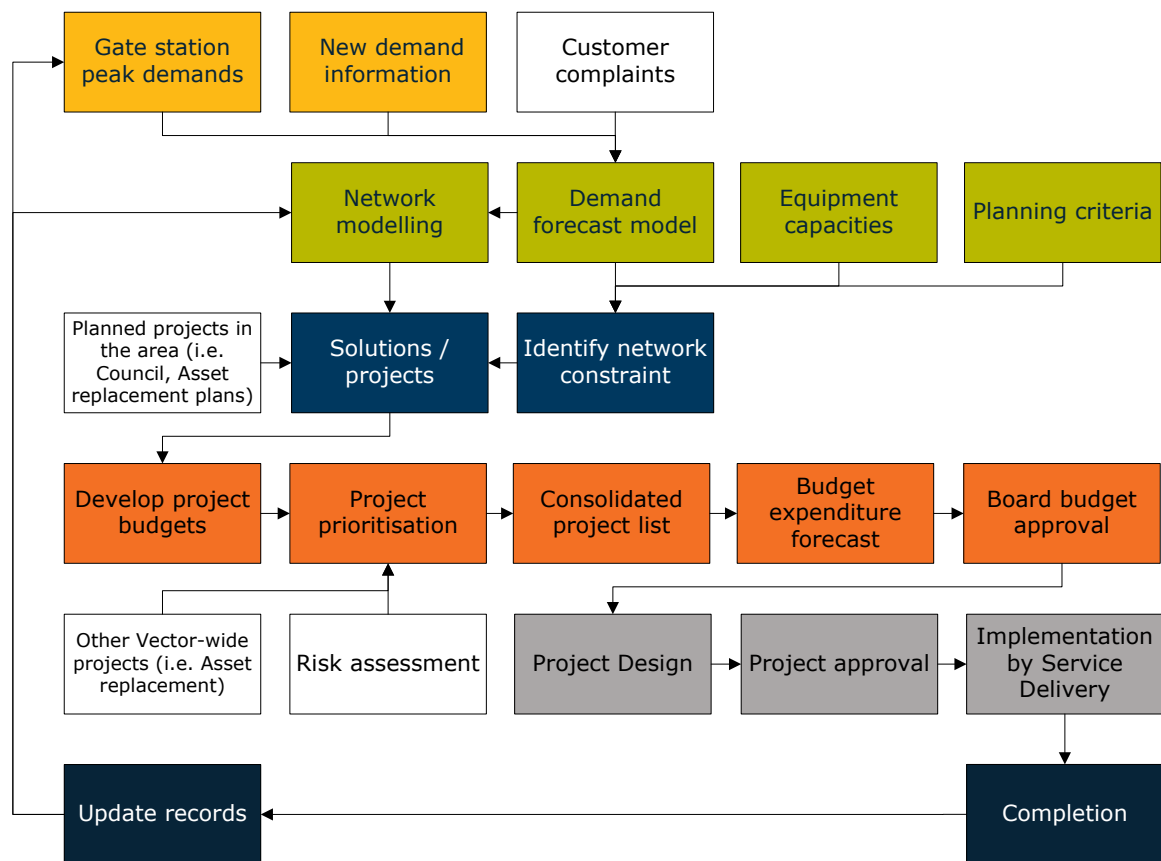 Gate station
peak demands
New demand
information
Customer
complaints
Network
modelling
Demand
forecast model
Equipment
capacities
Planning criteria
Planned projects in
the area (i.e.
Council, Asset
replacement plans)
Solutions /
projects
Identify network
constraint
Develop project
budgets
Project
prioritisation
Consolidated
project list
Budget
expenditure
forecast
Board budget
approval
Other Vector-wide
projects (i.e. Asset
replacement)
Risk assessment
Project Design
Project approval
Implementation
by Service
Delivery
Update records
Completion